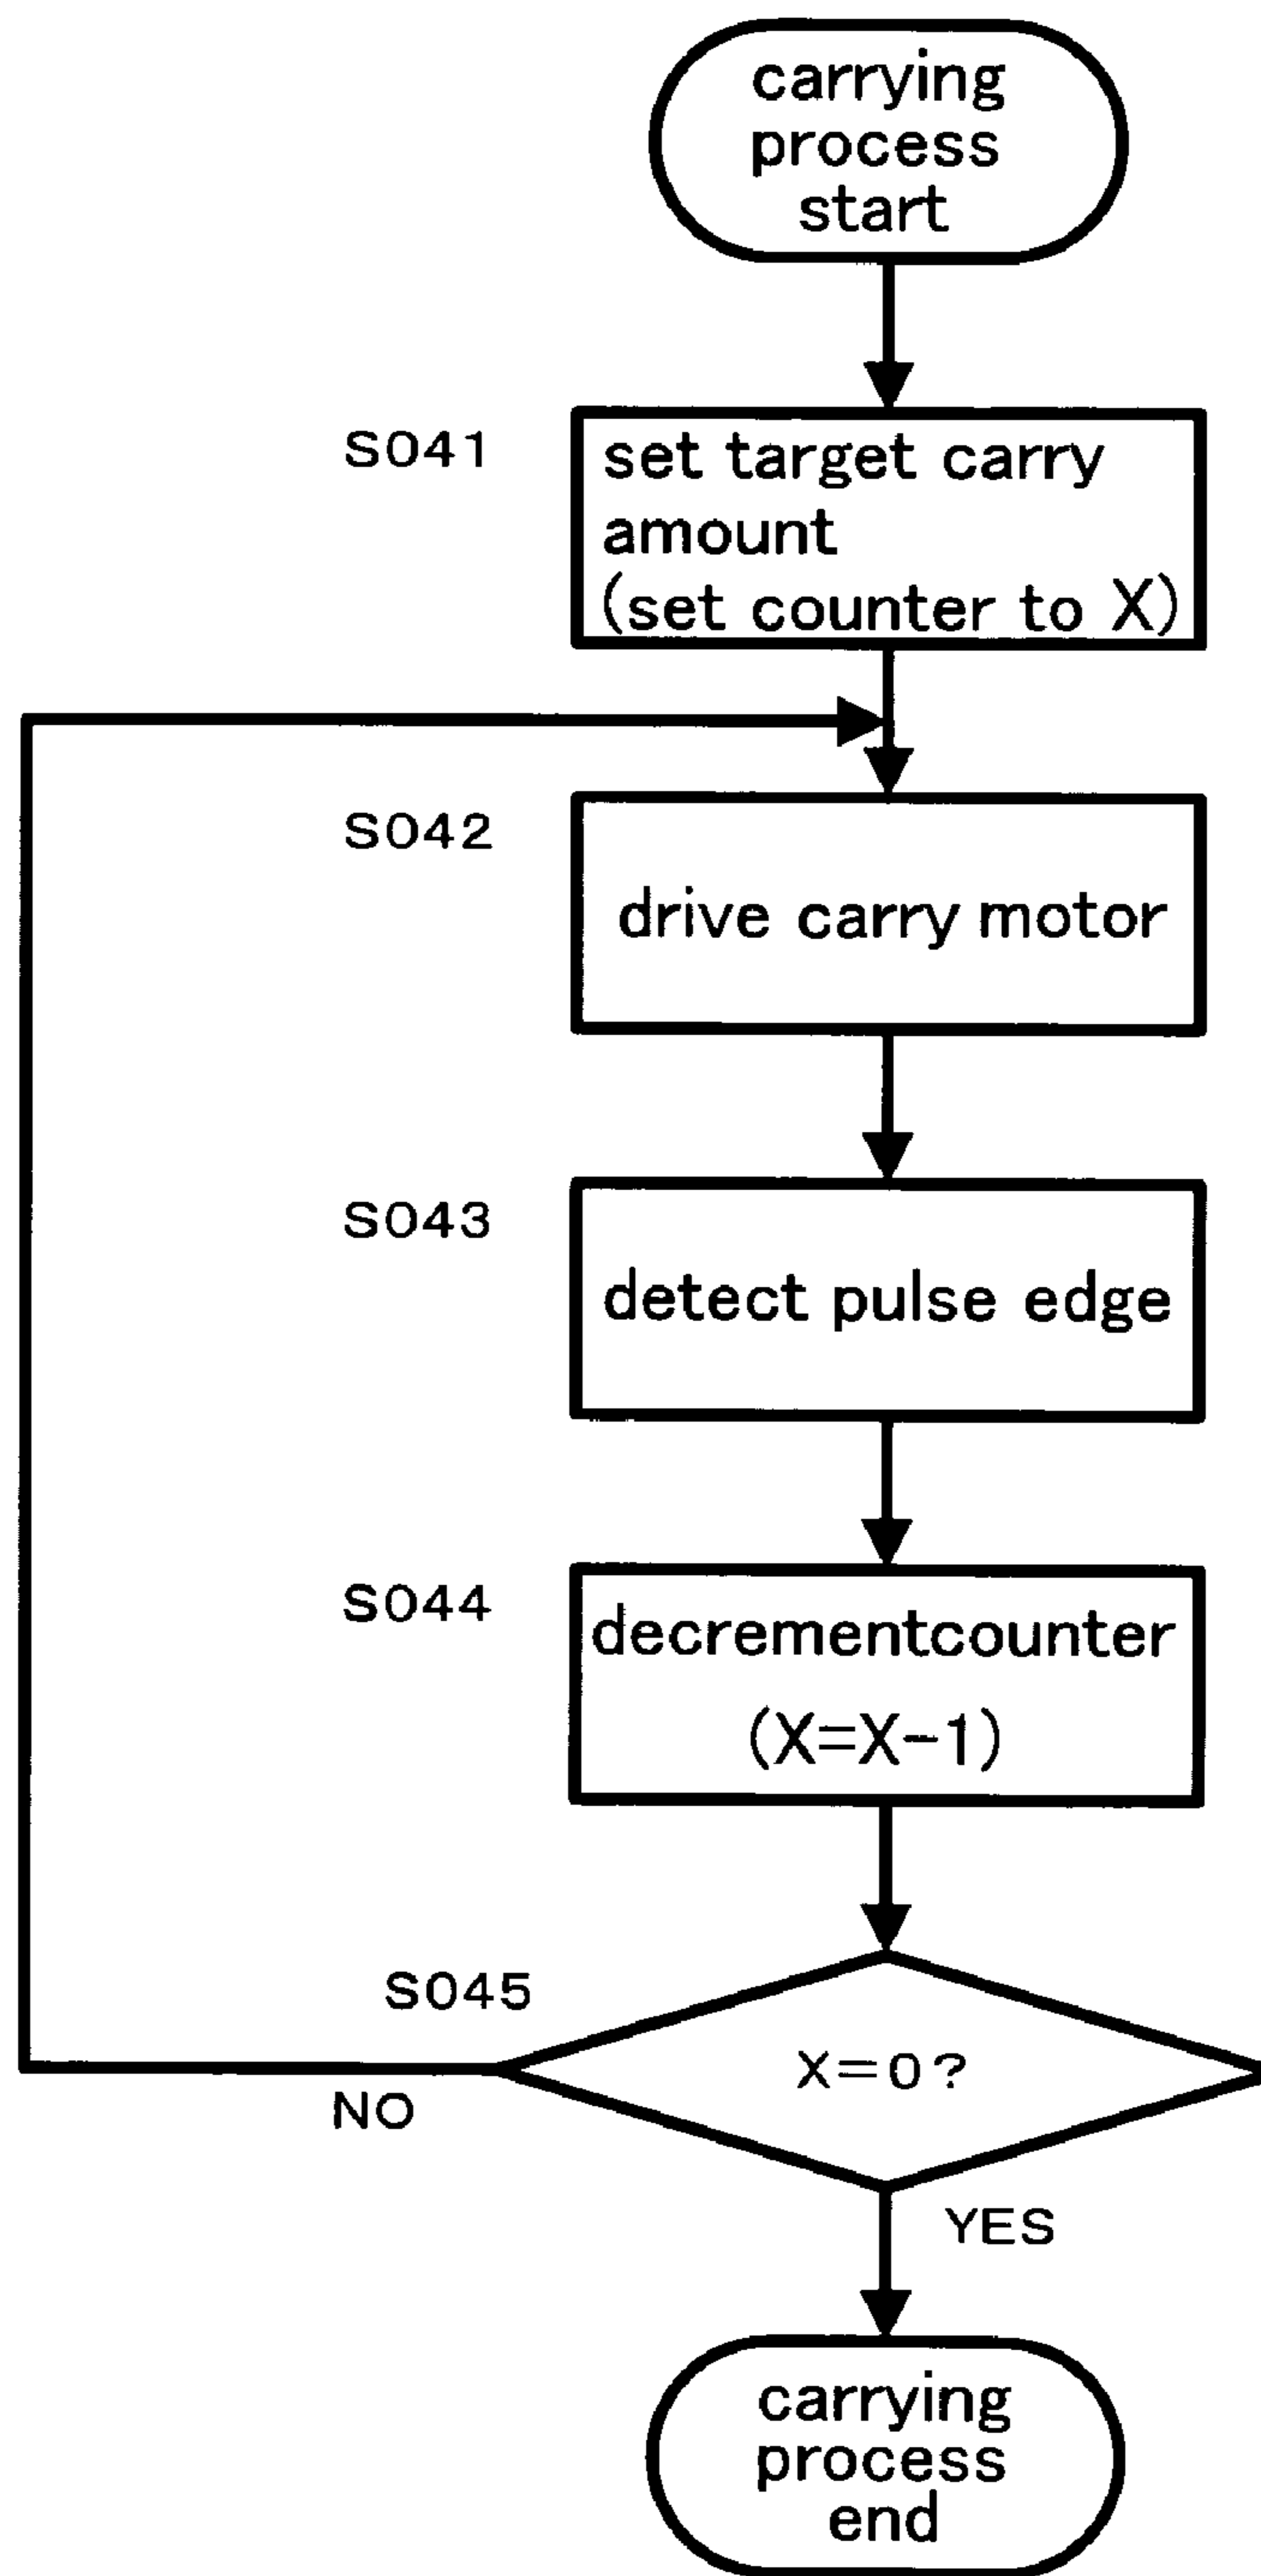 carrying
process
start
S041
set target carry
amount
(set counter to X)
S042
drive carry motor
S043
detect pulse edge
S044
decrementcounter
(X=X-1)
S045
X=0?
NO
YES
carrying
process
end